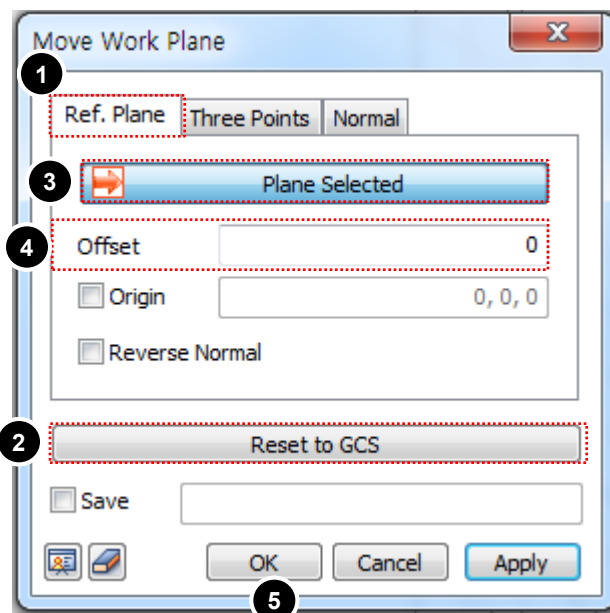 Move Work Plane
1
Ref. Plane Three Points Normal
3 Plane Selected
4 Offset 0
Origin 0, 0, 0
Reverse Normal
2 Reset to GCS
Save
OK Cancel Apply
5